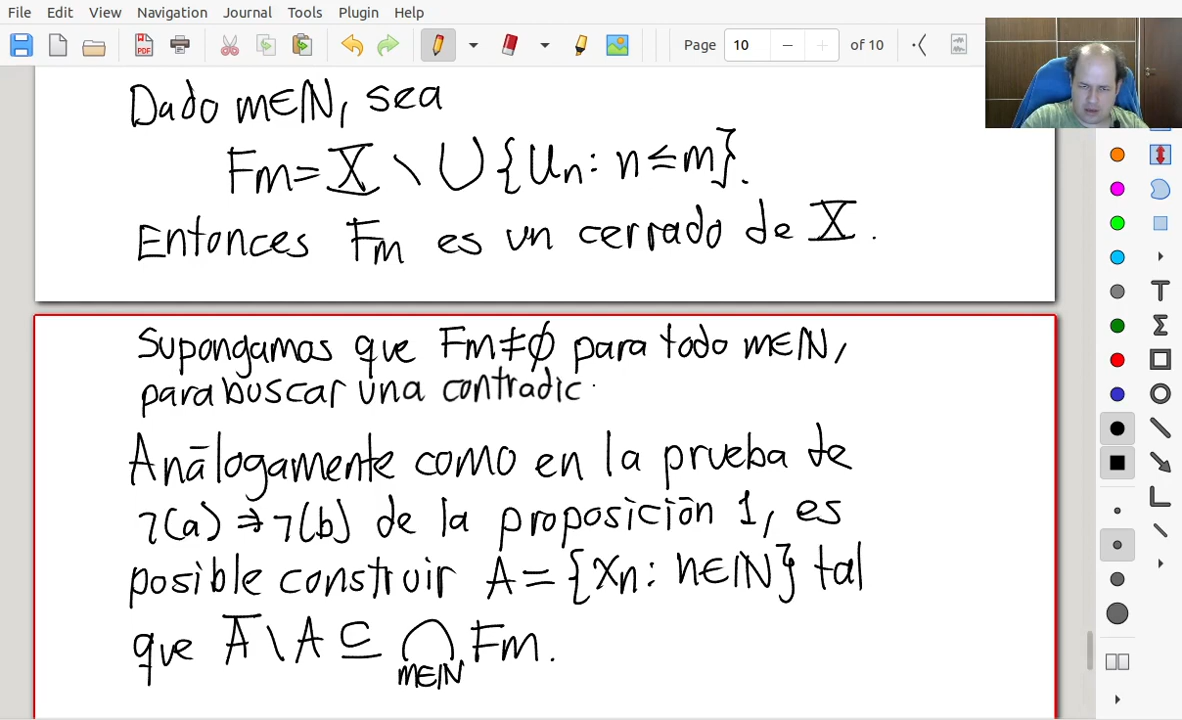 File Edit View Navigation Journal Tools Plugin Help
Page 10 of 10
Dado m∈ℕ, sea
Fm = X \ ∪ {Un : n ≤ m}.
Entonces Fm es un cerrado de X.
Supongamos que Fm ≠ ∅ para todo m∈ℕ,
para buscar una contradic
Análogamente como en la prueba de
¬(a) ⇒ ¬(b) de la proposición 1, es
posible construir A = {Xn : n∈ℕ} tal
que A̅ \ A ⊆ ⋂ Fm.
m∈ℕ